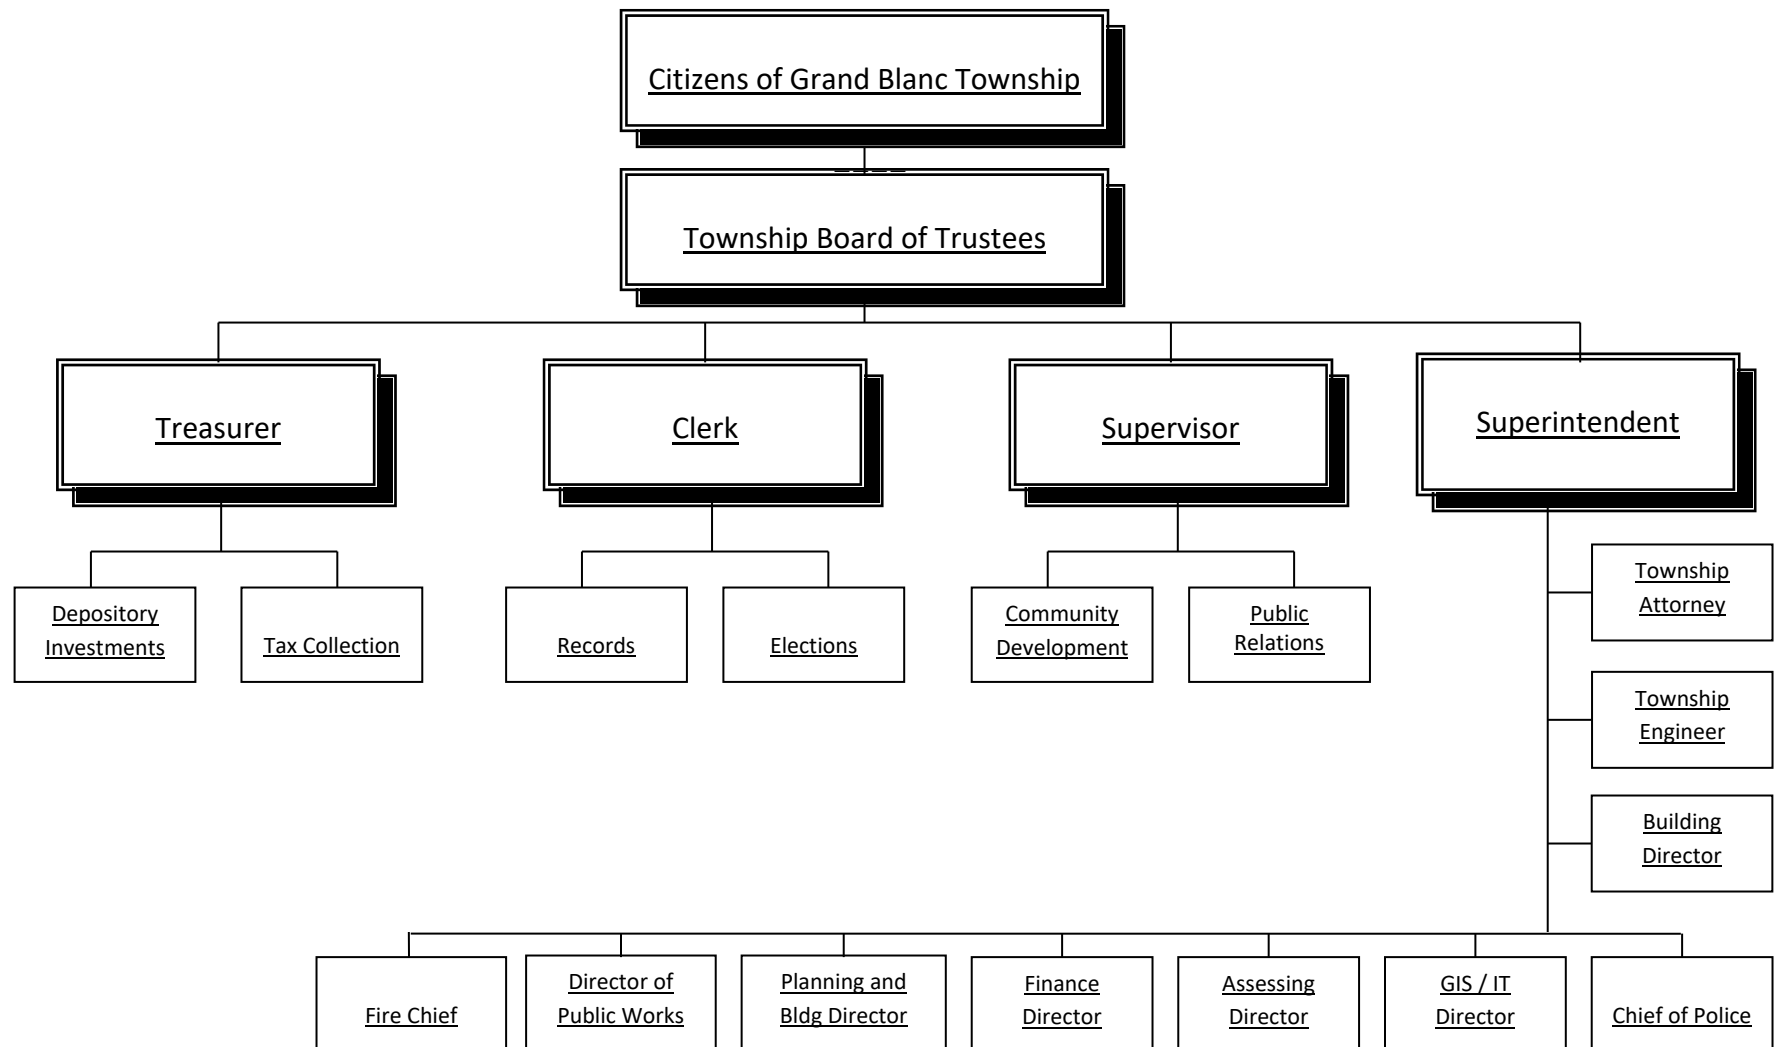 Citizens of Grand Blanc Township
Township Board of Trustees
Treasurer
Clerk
Supervisor
Superintendent
Depository
Investments
Tax Collection
Records
Elections
Community
Development
Public
Relations
Township
Attorney
Township
Engineer
Building
Director
Fire Chief
Director of
Public Works
Planning and
Bldg Director
Finance
Director
Assessing
Director
GIS / IT
Director
Chief of Police